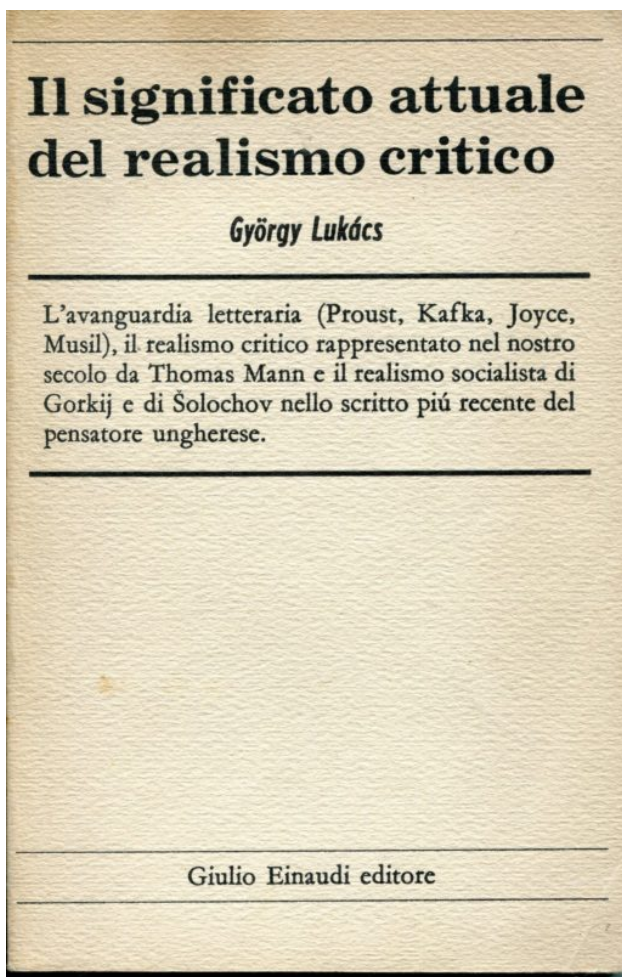 Il significato attuale
del realismo critico
György Lukács
L'avanguardia letteraria (Proust, Kafka, Joyce,
Musil), il realismo critico rappresentato nel nostro
secolo da Thomas Mann e il realismo socialista di
Gorkij e di Šolochov nello scritto piú recente del
pensatore ungherese.
Giulio Einaudi editore